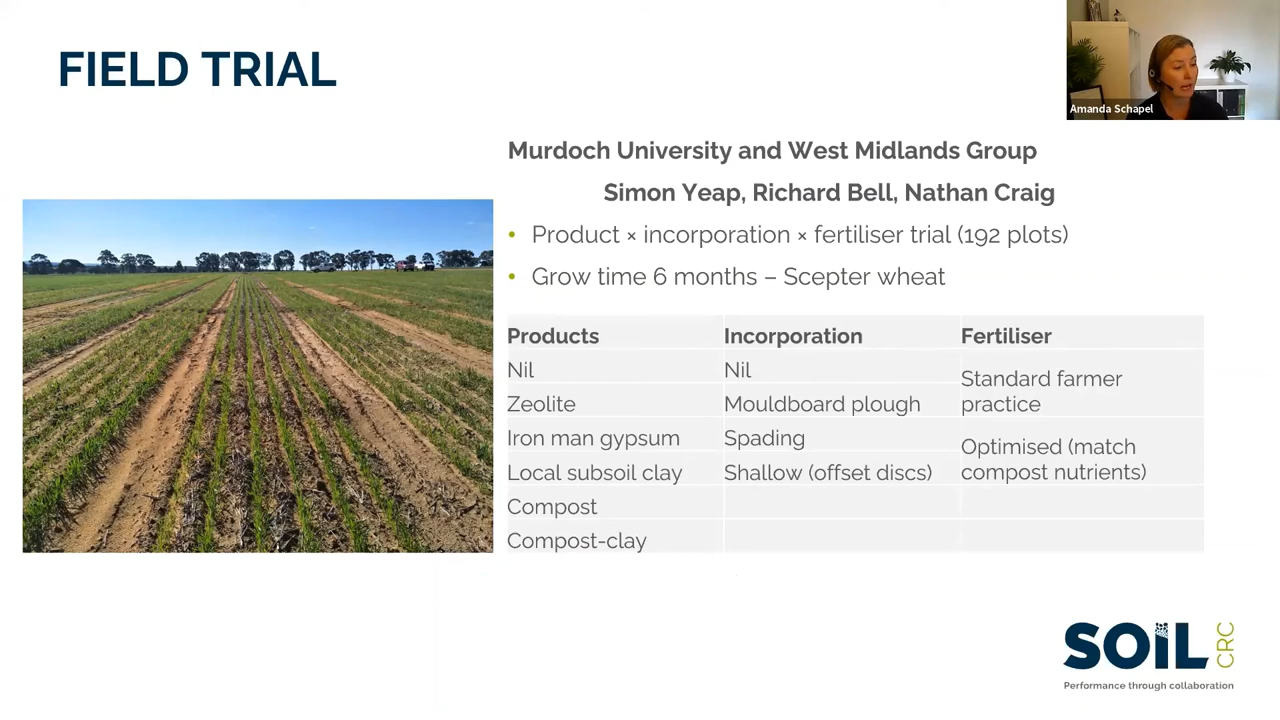 FIELD TRIAL
Amanda Schapel
Murdoch University and West Midlands Group
Simon Yeap, Richard Bell, Nathan Craig
• Product × incorporation × fertiliser trial (192 plots)
• Grow time 6 months – Scepter wheat
Products Incorporation Fertiliser
Nil Nil Standard farmer
Zeolite Mouldboard plough practice
Iron man gypsum Spading Optimised (match
Local subsoil clay Shallow (offset discs) compost nutrients)
Compost
Compost-clay
SOiL CRC
Performance through collaboration